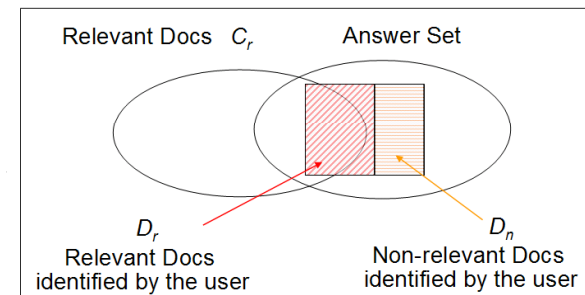 Relevant Docs C_r Answer Set
D_r D_n
Relevant Docs Non-relevant Docs
identified by the user identified by the user